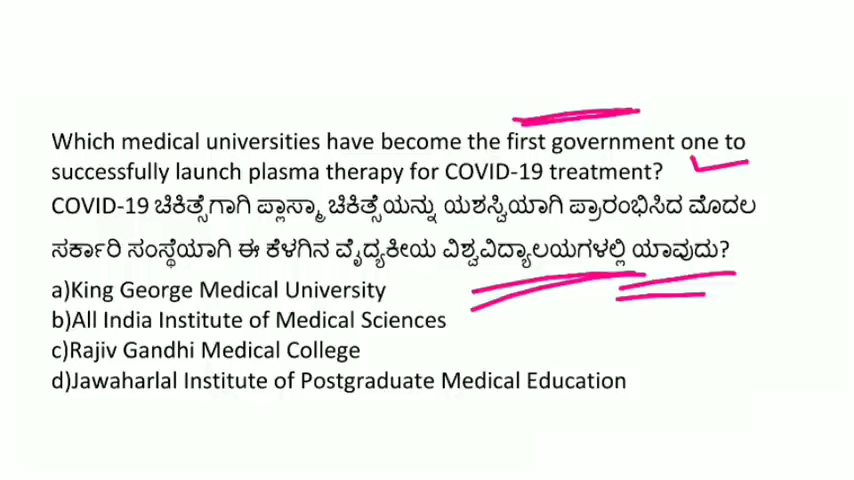 Which medical universities have become the first government one to
successfully launch plasma therapy for COVID-19 treatment?
COVID-19 ಚಿಕಿತ್ಸೆಗಾಗಿ ಪ್ಲಾಸ್ಮಾ ಚಿಕಿತ್ಸೆಯನ್ನು ಯಶಸ್ವಿಯಾಗಿ ಪ್ರಾರಂಭಿಸಿದ ಮೊದಲ
ಸರ್ಕಾರಿ ಸಂಸ್ಥೆಯಾಗಿ ಈ ಕೆಳಗಿನ ವೈದ್ಯಕೀಯ ವಿಶ್ವವಿದ್ಯಾಲಯಗಳಲ್ಲಿ ಯಾವುದು?
a)King George Medical University
b)All India Institute of Medical Sciences
c)Rajiv Gandhi Medical College
d)Jawaharlal Institute of Postgraduate Medical Education